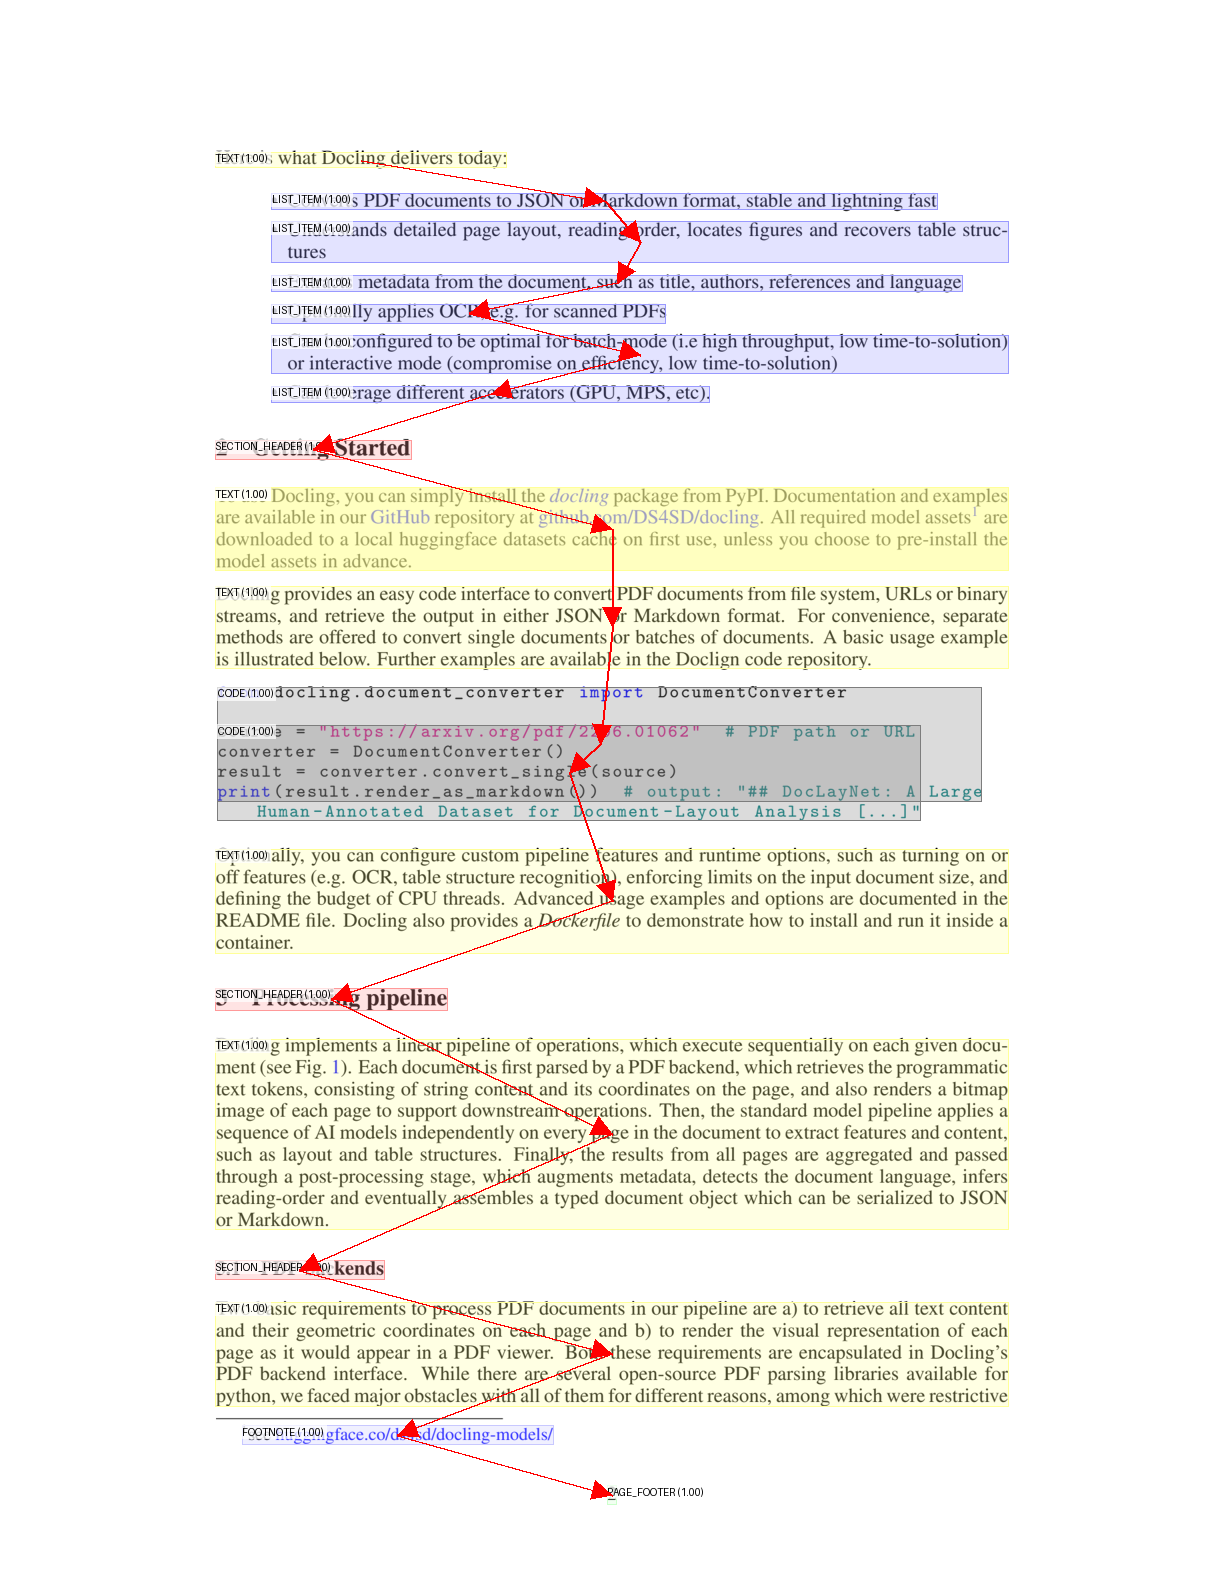 TEXT (1.00) what Docling delivers today:
LIST_ITEM (1.00) PDF documents to JSON or Markdown format, stable and lightning fast
LIST_ITEM (1.00) detailed page layout, reading order, locates figures and recovers table struc-
tures
LIST_ITEM (1.00) metadata from the document, such as title, authors, references and language
LIST_ITEM (1.00) applies OCR, e.g. for scanned PDFs
LIST_ITEM (1.00) configured to be optimal for batch-mode (i.e high throughput, low time-to-solution)
or interactive mode (compromise on efficiency, low time-to-solution)
LIST_ITEM (1.00) different accelerators (GPU, MPS, etc).
SECTION_HEADER (1.00) Getting Started
TEXT (1.00) Docling, you can simply install the docling package from PyPI. Documentation and examples
are available in our GitHub repository at github.com/DS4SD/docling. All required model assets1 are
downloaded to a local huggingface datasets cache on first use, unless you choose to pre-install the
model assets in advance.
TEXT (1.00) provides an easy code interface to convert PDF documents from file system, URLs or binary
streams, and retrieve the output in either JSON or Markdown format. For convenience, separate
methods are offered to convert single documents or batches of documents. A basic usage example
is illustrated below. Further examples are available in the Doclign code repository.
CODE (1.00) docling.document_converter import DocumentConverter
CODE (1.00) = "https://arxiv.org/pdf/2206.01062" # PDF path or URL
converter = DocumentConverter()
result = converter.convert_single(source)
print(result.render_as_markdown()) # output: "## DocLayNet: A Large
Human-Annotated Dataset for Document-Layout Analysis [...]"
TEXT (1.00) you can configure custom pipeline features and runtime options, such as turning on or
off features (e.g. OCR, table structure recognition), enforcing limits on the input document size, and
defining the budget of CPU threads. Advanced usage examples and options are documented in the
README file. Docling also provides a Dockerfile to demonstrate how to install and run it inside a
container.
SECTION_HEADER (1.00) Processing pipeline
TEXT (1.00) implements a linear pipeline of operations, which execute sequentially on each given docu-
ment (see Fig. 1). Each document is first parsed by a PDF backend, which retrieves the programmatic
text tokens, consisting of string content and its coordinates on the page, and also renders a bitmap
image of each page to support downstream operations. Then, the standard model pipeline applies a
sequence of AI models independently on every page in the document to extract features and content,
such as layout and table structures. Finally, the results from all pages are aggregated and passed
through a post-processing stage, which augments metadata, detects the document language, infers
reading-order and eventually assembles a typed document object which can be serialized to JSON
or Markdown.
SECTION_HEADER (1.00) PDF backends
TEXT (1.00) basic requirements to process PDF documents in our pipeline are a) to retrieve all text content
and their geometric coordinates on each page and b) to render the visual representation of each
page as it would appear in a PDF viewer. Both these requirements are encapsulated in Docling's
PDF backend interface. While there are several open-source PDF parsing libraries available for
python, we faced major obstacles with all of them for different reasons, among which were restrictive
FOOTNOTE (1.00) see huggingface.co/ds4sd/docling-models/
PAGE_FOOTER (1.00)